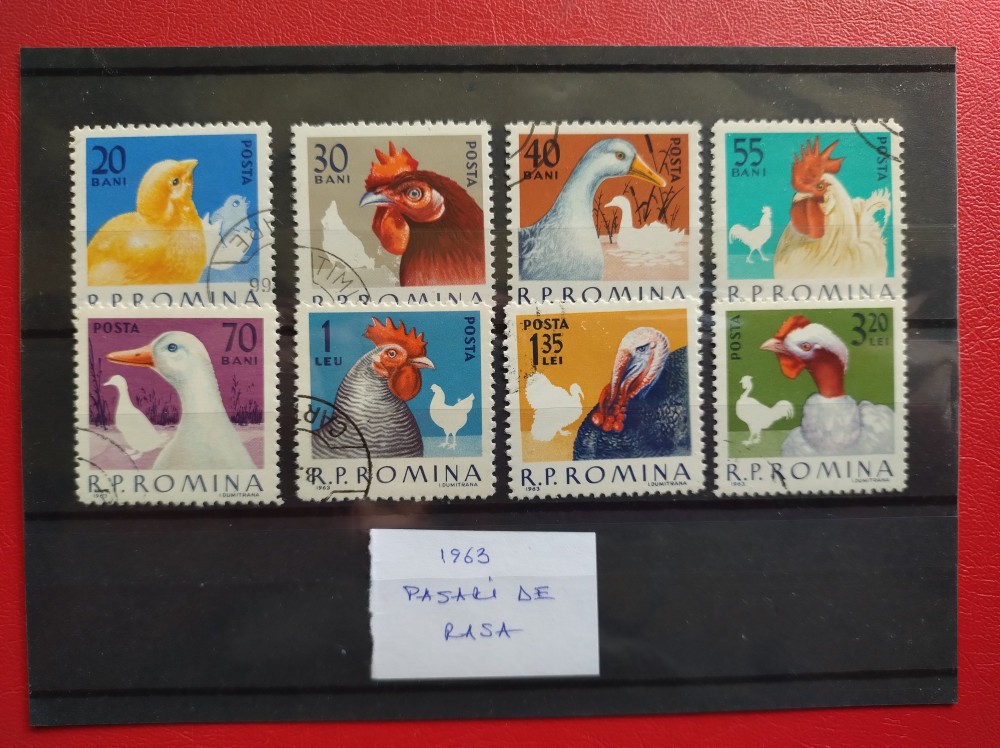 20 BANI POSTA
R.P.ROMINA
30 BANI POSTA
R.P.ROMINA
40 BANI POSTA
R.P.ROMINA
55 BANI POSTA
R.P.ROMINA
POSTA 70 BANI
R.P.ROMINA
1963
1 LEU POSTA
R.P.ROMINA
1963 I.DUMITRANA
POSTA 1,35 LEI
R.P.ROMINA
1963 I.DUMITRANA
POSTA 3,20 LEI
R.P.ROMINA
1963 I.DUMITRANA
1963
PASARI DE
RASA